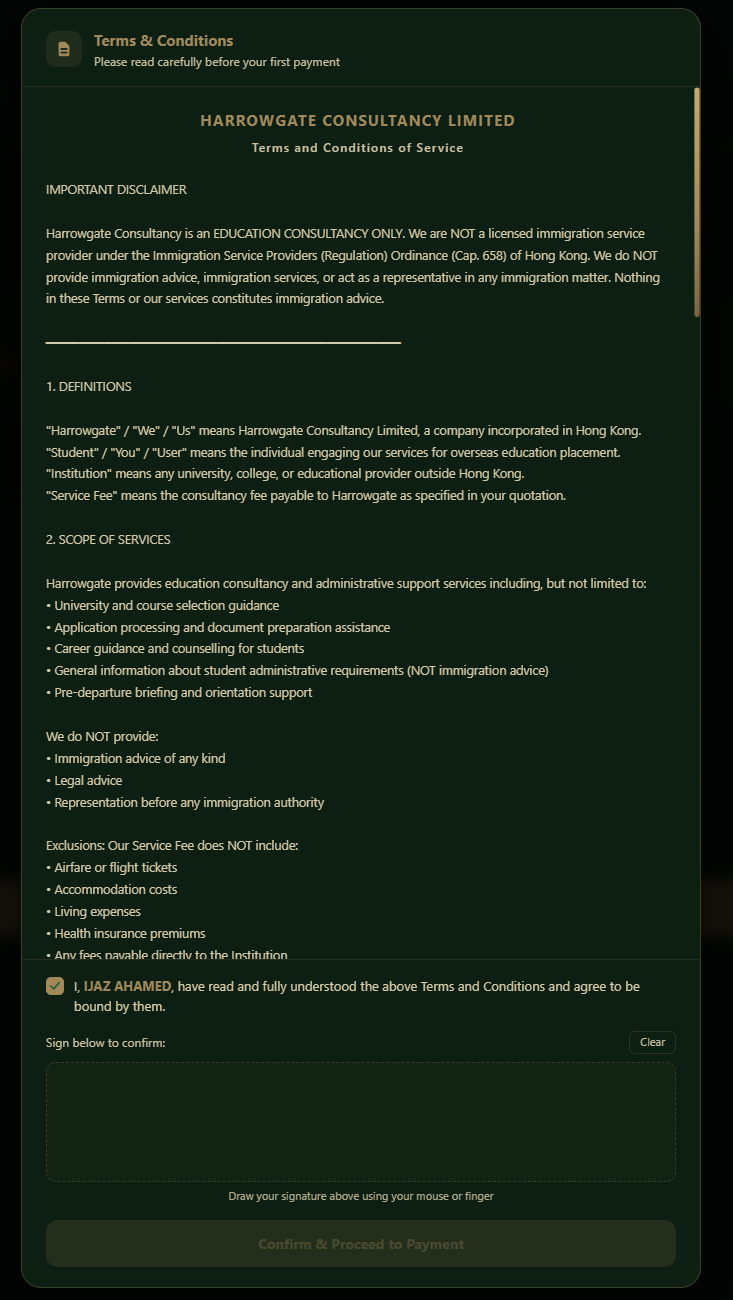 Terms & Conditions
Please read carefully before your first payment
HARROWGATE CONSULTANCY LIMITED
Terms and Conditions of Service
IMPORTANT DISCLAIMER
Harrowgate Consultancy is an EDUCATION CONSULTANCY ONLY. We are NOT a licensed immigration service
provider under the Immigration Service Providers (Regulation) Ordinance (Cap. 658) of Hong Kong. We do NOT
provide immigration advice, immigration services, or act as a representative in any immigration matter. Nothing
in these Terms or our services constitutes immigration advice.
1. DEFINITIONS
"Harrowgate" / "We" / "Us" means Harrowgate Consultancy Limited, a company incorporated in Hong Kong.
"Student" / "You" / "User" means the individual engaging our services for overseas education placement.
"Institution" means any university, college, or educational provider outside Hong Kong.
"Service Fee" means the consultancy fee payable to Harrowgate as specified in your quotation.
2. SCOPE OF SERVICES
Harrowgate provides education consultancy and administrative support services including, but not limited to:
• University and course selection guidance
• Application processing and document preparation assistance
• Career guidance and counselling for students
• General information about student administrative requirements (NOT immigration advice)
• Pre-departure briefing and orientation support
We do NOT provide:
• Immigration advice of any kind
• Legal advice
• Representation before any immigration authority
Exclusions: Our Service Fee does NOT include:
• Airfare or flight tickets
• Accommodation costs
• Living expenses
• Health insurance premiums
• Any fees payable directly to the Institution
I, IJAZ AHAMED, have read and fully understood the above Terms and Conditions and agree to be
bound by them.
Sign below to confirm:
Clear
Draw your signature above using your mouse or finger
Confirm & Proceed to Payment